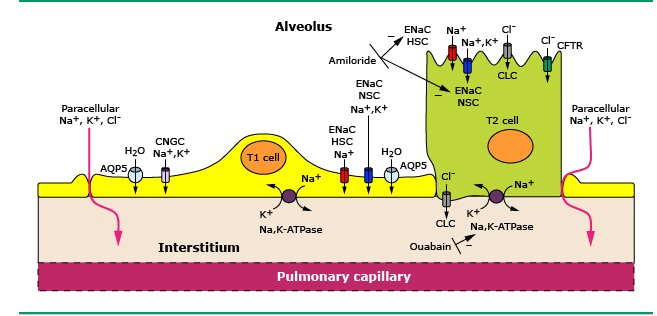 Alveolus
ENaC
HSC
Na+
Na+,K+
Cl−
Cl−
CFTR
Amiloride
−
CLC
ENaC
NSC
−
ENaC
NSC
Na+,K+
Paracellular
Na+, K+, Cl−
T2 cell
Paracellular
Na+, K+, Cl−
CNGC
Na+,K+
H2O
AQP5
T1 cell
ENaC
HSC
Na+
H2O
AQP5
Na+
K+
Na,K-ATPase
Cl−
CLC
Na+
K+
Na,K-ATPase
Ouabain
−
Interstitium
Pulmonary capillary